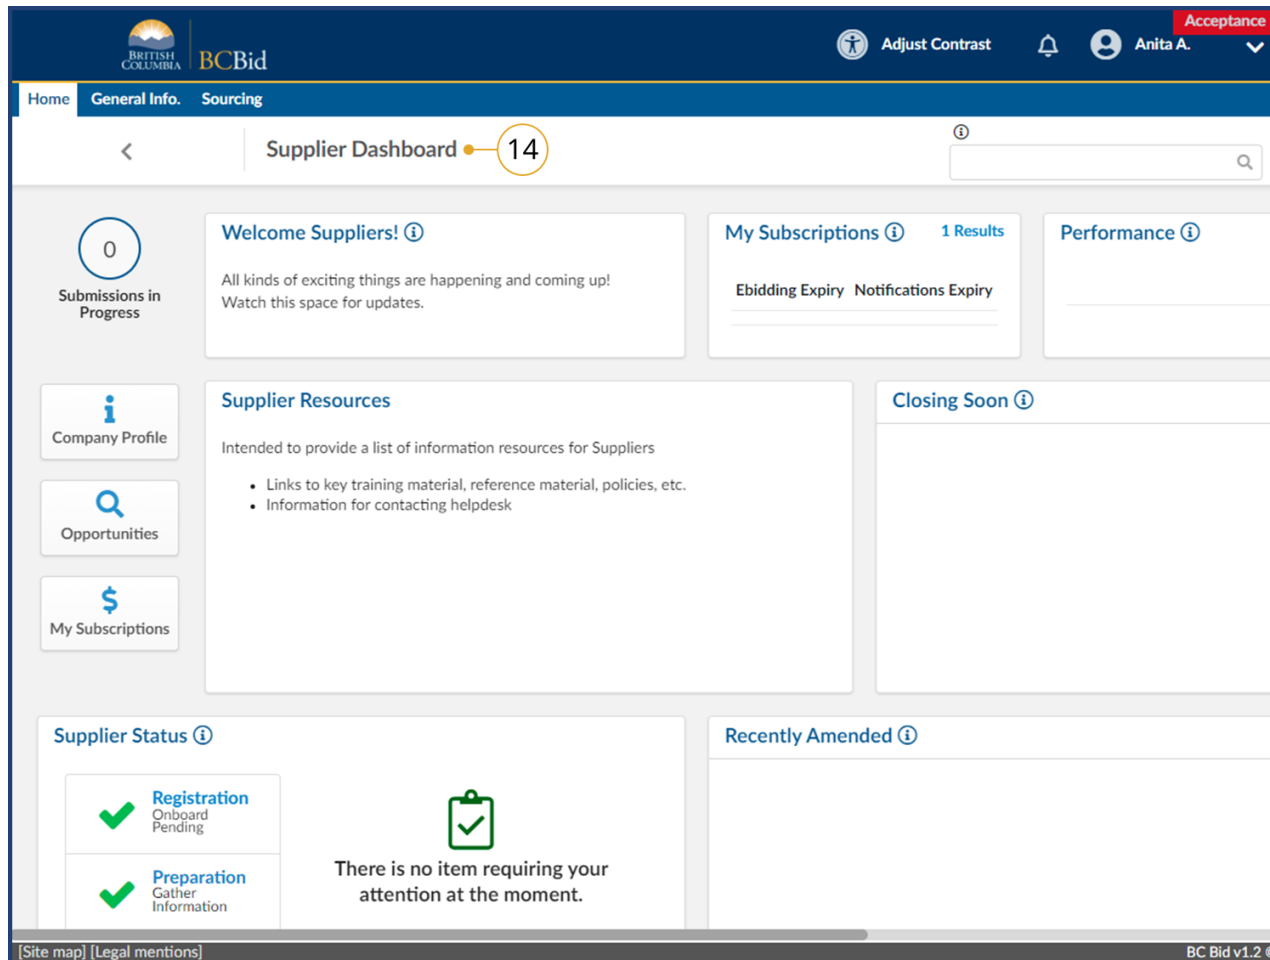 Acceptance
BRITISH
COLUMBIA
BCBid
Adjust Contrast
Anita A.
Home General Info. Sourcing
Supplier Dashboard
14
0
Submissions in
Progress
Welcome Suppliers!
All kinds of exciting things are happening and coming up!
Watch this space for updates.
My Subscriptions 1 Results
Ebidding Expiry Notifications Expiry
Performance
Company Profile
Opportunities
My Subscriptions
Supplier Resources
Intended to provide a list of information resources for Suppliers
• Links to key training material, reference material, policies, etc.
• Information for contacting helpdesk
Closing Soon
Supplier Status
Registration
Onboard
Pending
Preparation
Gather
Information
There is no item requiring your
attention at the moment.
Recently Amended
[Site map] [Legal mentions]
BC Bid v1.2